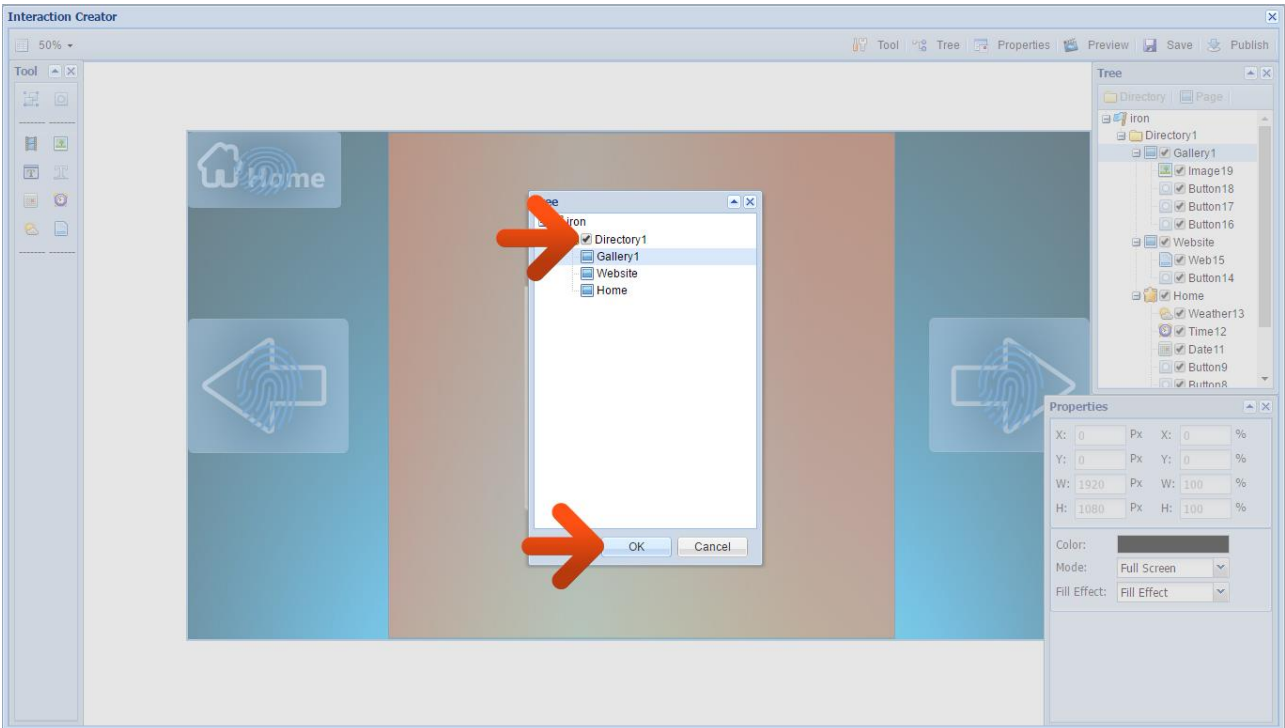 Interaction Creator
50%
Tool Tree Properties Preview Save Publish
Tool
Tree
Directory Page
iron
Directory1
Gallery1
Image19
Button18
Button17
Button16
Website
Web15
Button14
Home
Weather13
Time12
Date11
Button9
Button8
Home
iron
Directory1
Gallery1
Website
Home
OK Cancel
Properties
X: 0 Px X: 0 %
Y: 0 Px Y: 0 %
W: 1920 Px W: 100 %
H: 1080 Px H: 100 %
Color:
Mode: Full Screen
Fill Effect: Fill Effect